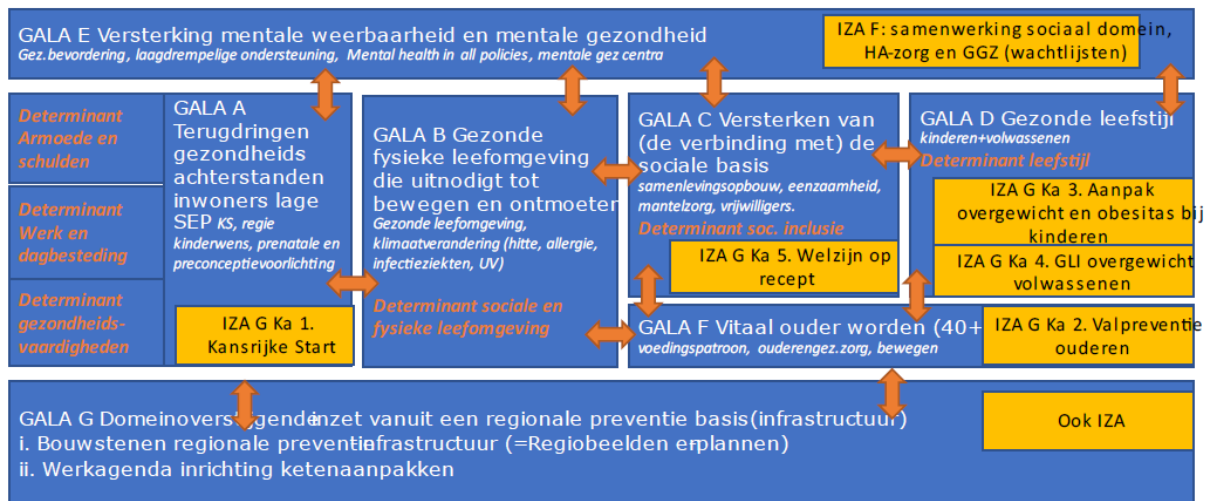 GALA E Versterking mentale weerbaarheid en mentale gezondheid
Gez.bevordering, laagdrempelige ondersteuning, Mental health in all policies, mentale gez centra
IZA F: samenwerking sociaal domein,
HA-zorg en GGZ (wachtlijsten)
Determinant
Armoede en
schulden
Determinant
Werk en
dagbesteding
Determinant
gezondheids-
vaardigheden
GALA A
Terugdringen
gezondheids
achterstanden
inwoners lage
SEP KS, regie
kinderwens, prenatale en
preconceptievoorlichting
IZA G Ka 1.
Kansrijke Start
GALA B Gezonde
fysieke leefomgeving
die uitnodigt tot
bewegen en ontmoeten
Gezonde leefomgeving,
klimaatverandering (hitte, allergie,
infectieziekten, UV)
Determinant sociale en
fysieke leefomgeving
GALA C Versterken van
(de verbinding met) de
sociale basis
samenlevingsopbouw, eenzaamheid,
mantelzorg, vrijwilligers.
Determinant soc. inclusie
IZA G Ka 5. Welzijn op
recept
GALA D Gezonde leefstijl
kinderen+volwassenen
Determinant leefstijl
IZA G Ka 3. Aanpak
overgewicht en obesitas bij
kinderen
IZA G Ka 4. GLI overgewicht
volwassenen
GALA F Vitaal ouder worden (40+
voedingspatroon, ouderengez.zorg, bewegen
IZA G Ka 2. Valpreventie
ouderen
GALA G Domeinoverstijgende inzet vanuit een regionale preventie basis(infrastructuur)
i. Bouwstenen regionale preventieinfrastructuur (=Regiobeelden en-plannen)
ii. Werkagenda inrichting ketenaanpakken
Ook IZA